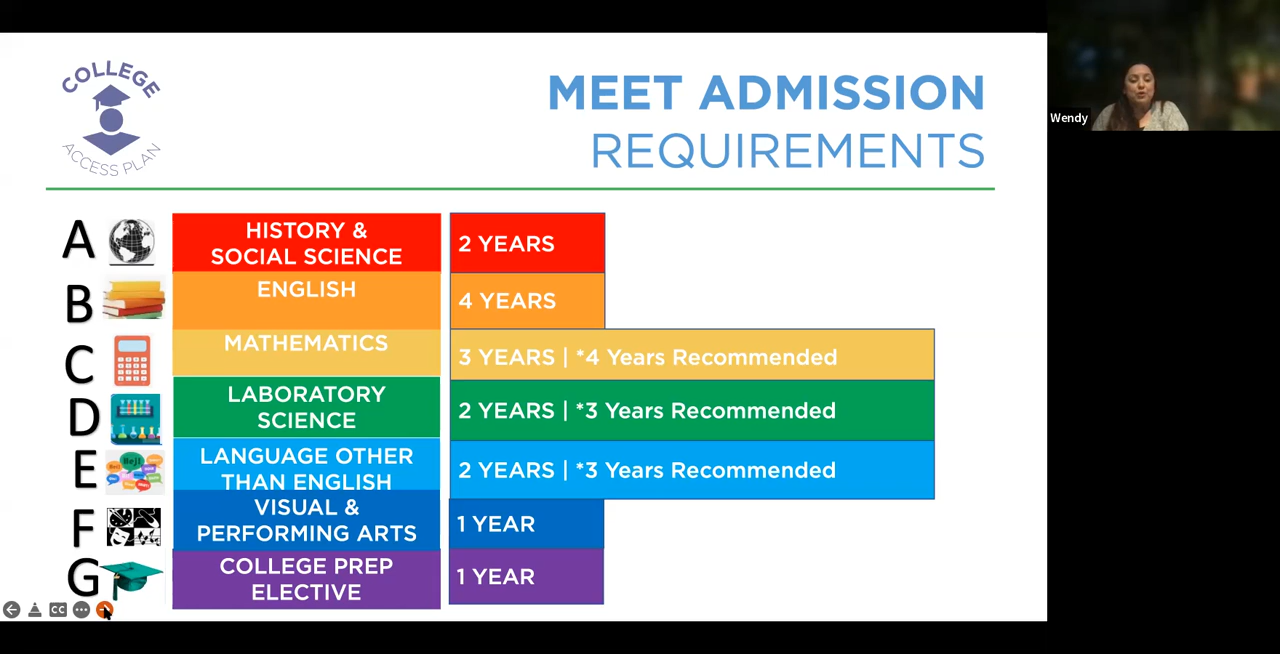 COLLEGE
ACCESS PLAN
MEET ADMISSION
REQUIREMENTS
Wendy
A
HISTORY &
SOCIAL SCIENCE
2 YEARS
B
ENGLISH
4 YEARS
C
MATHEMATICS
3 YEARS | *4 Years Recommended
D
LABORATORY
SCIENCE
2 YEARS | *3 Years Recommended
E
LANGUAGE OTHER
THAN ENGLISH
2 YEARS | *3 Years Recommended
F
VISUAL &
PERFORMING ARTS
1 YEAR
G
COLLEGE PREP
ELECTIVE
1 YEAR
CC